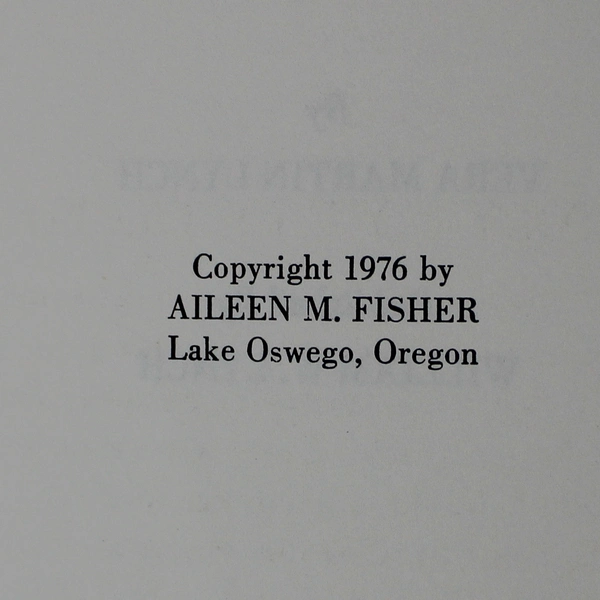 Copyright 1976 by
AILEEN M. FISHER
Lake Oswego, Oregon